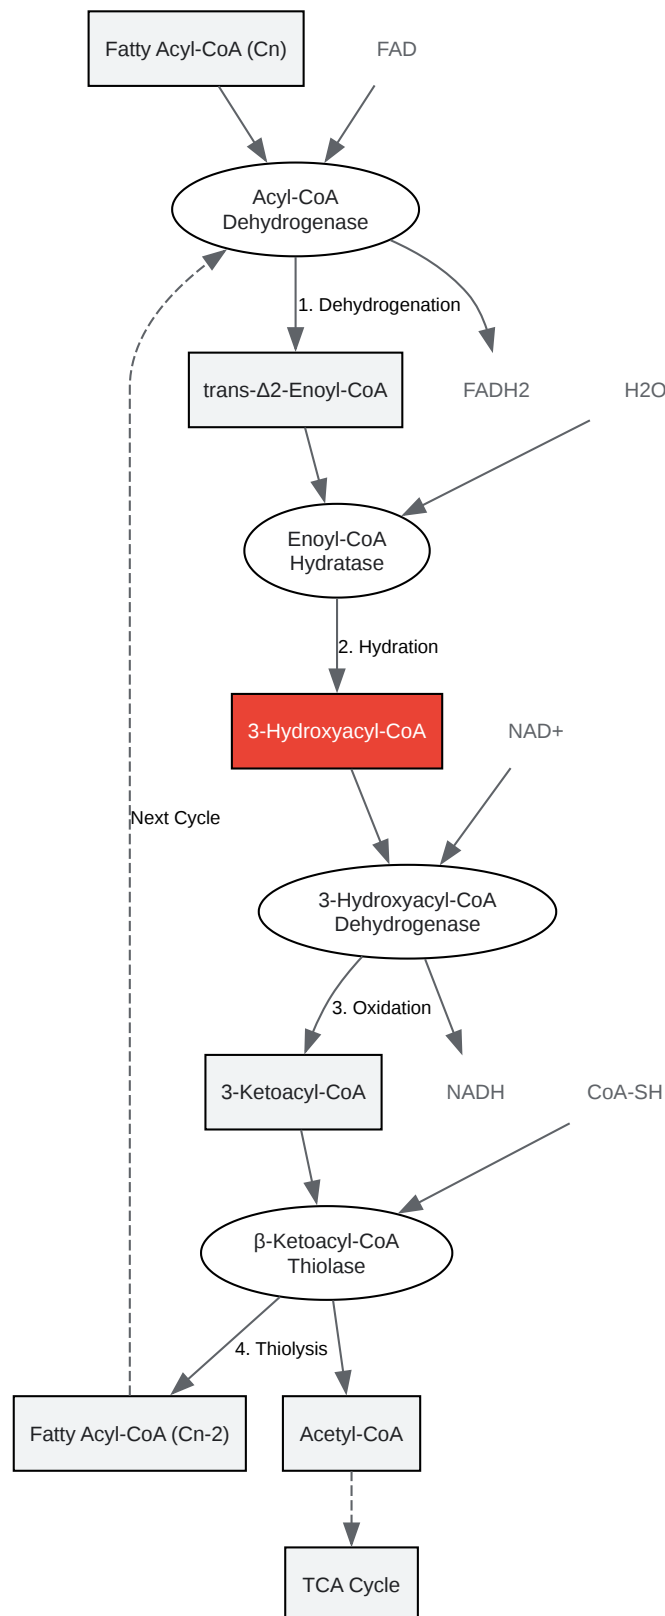 Fatty Acyl-CoA (Cn)
FAD
Acyl-CoA
Dehydrogenase
1. Dehydrogenation
trans-Δ2-Enoyl-CoA
FADH2
H2O
Enoyl-CoA
Hydratase
2. Hydration
3-Hydroxyacyl-CoA
NAD+
Next Cycle
3-Hydroxyacyl-CoA
Dehydrogenase
3. Oxidation
3-Ketoacyl-CoA
NADH
CoA-SH
β-Ketoacyl-CoA
Thiolase
4. Thiolysis
Fatty Acyl-CoA (Cn-2)
Acetyl-CoA
TCA Cycle